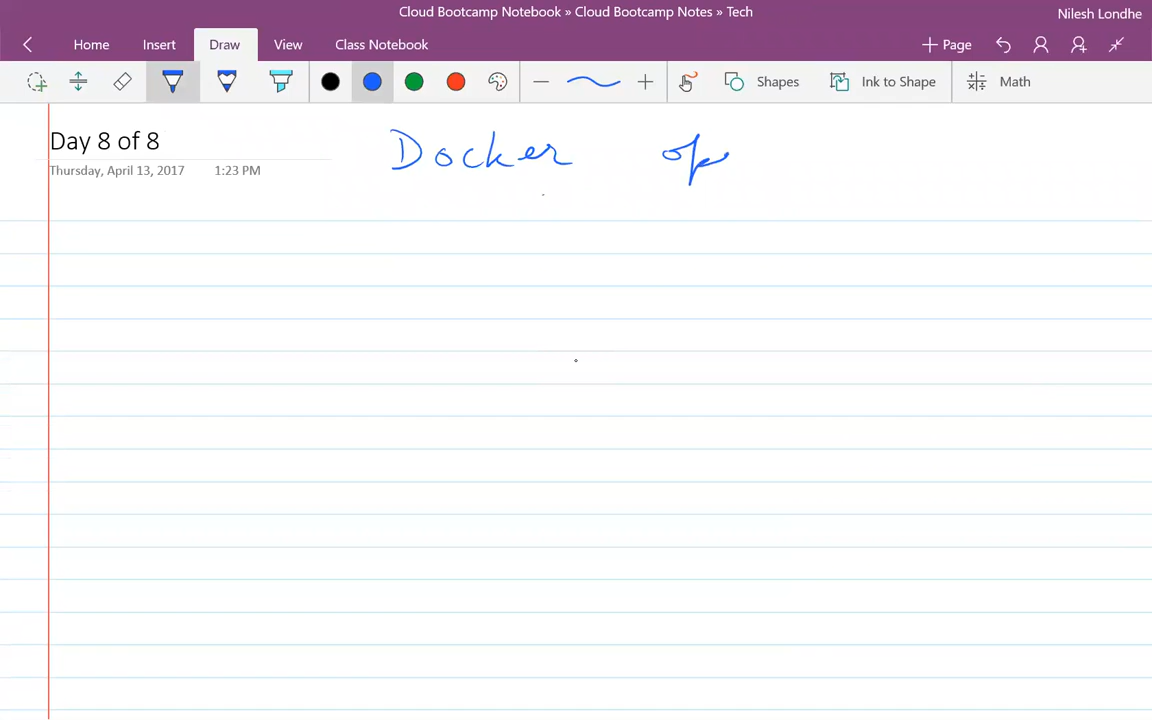 Cloud Bootcamp Notebook » Cloud Bootcamp Notes » Tech
Nilesh Londhe
Home Insert Draw View Class Notebook Page
Shapes Ink to Shape Math
Day 8 of 8
Docker op
Thursday, April 13, 2017 1:23 PM